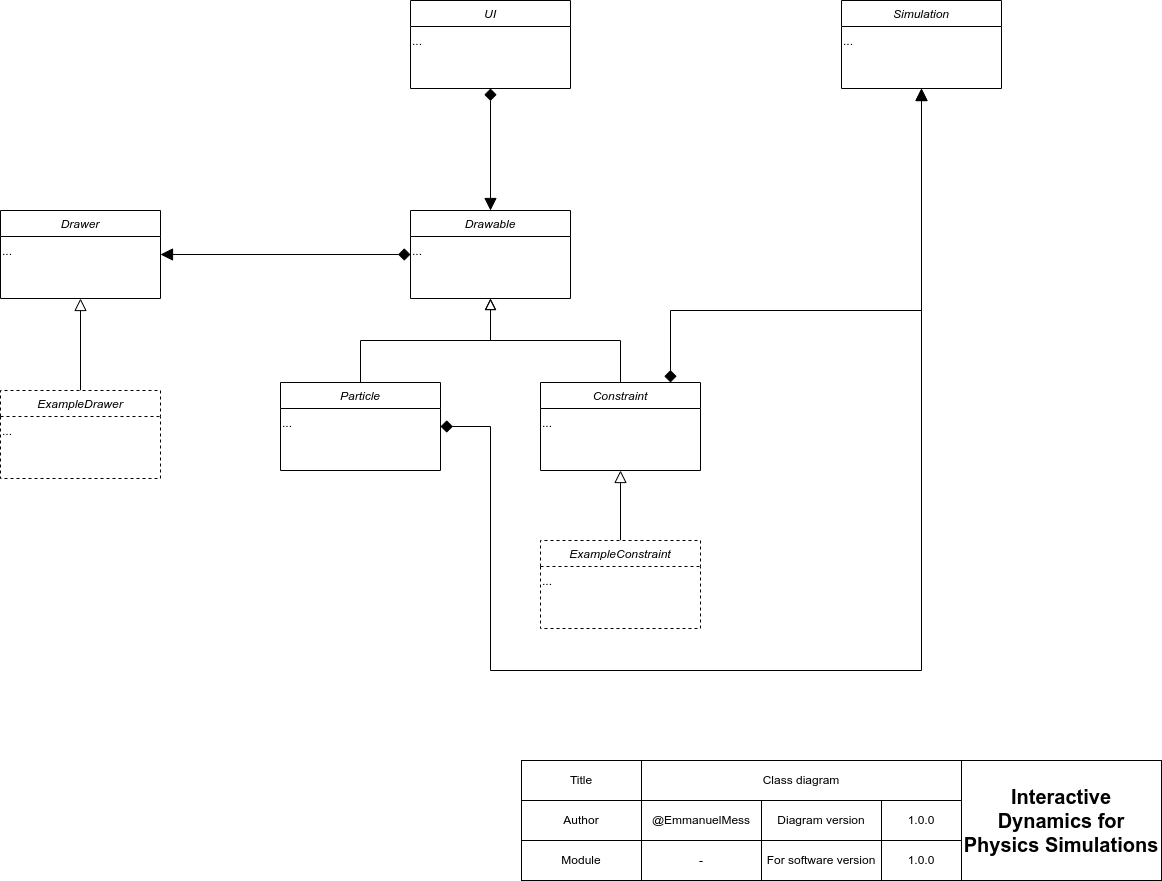 UI
...
Simulation
...
Drawer
...
Drawable
...
ExampleDrawer
...
Particle
...
Constraint
...
ExampleConstraint
...
Title
Class diagram
Author
@EmmanuelMess
Diagram version
1.0.0
Module
-
For software version
1.0.0
Interactive
Dynamics for
Physics Simulations